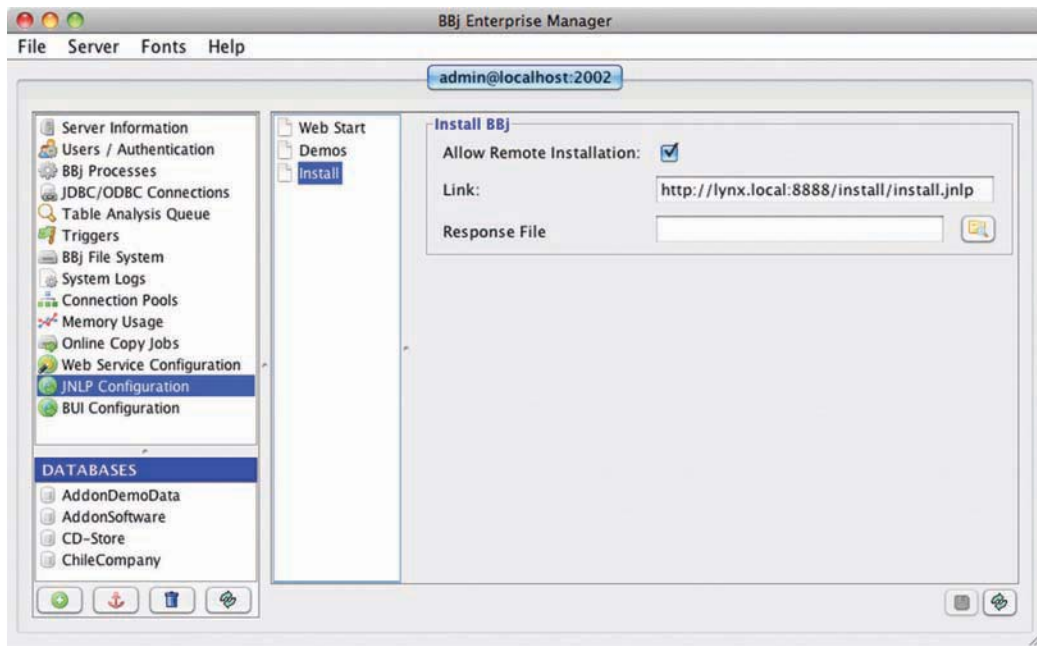 BBj Enterprise Manager
File Server Fonts Help
admin@localhost:2002
Server Information
Users / Authentication
BBj Processes
JDBC/ODBC Connections
Table Analysis Queue
Triggers
BBj File System
System Logs
Connection Pools
Memory Usage
Online Copy Jobs
Web Service Configuration
JNLP Configuration
BUI Configuration
DATABASES
AddonDemoData
AddonSoftware
CD-Store
ChileCompany
Web Start
Demos
Install
Install BBj
Allow Remote Installation:
Link: http://lynx.local:8888/install/install.jnlp
Response File